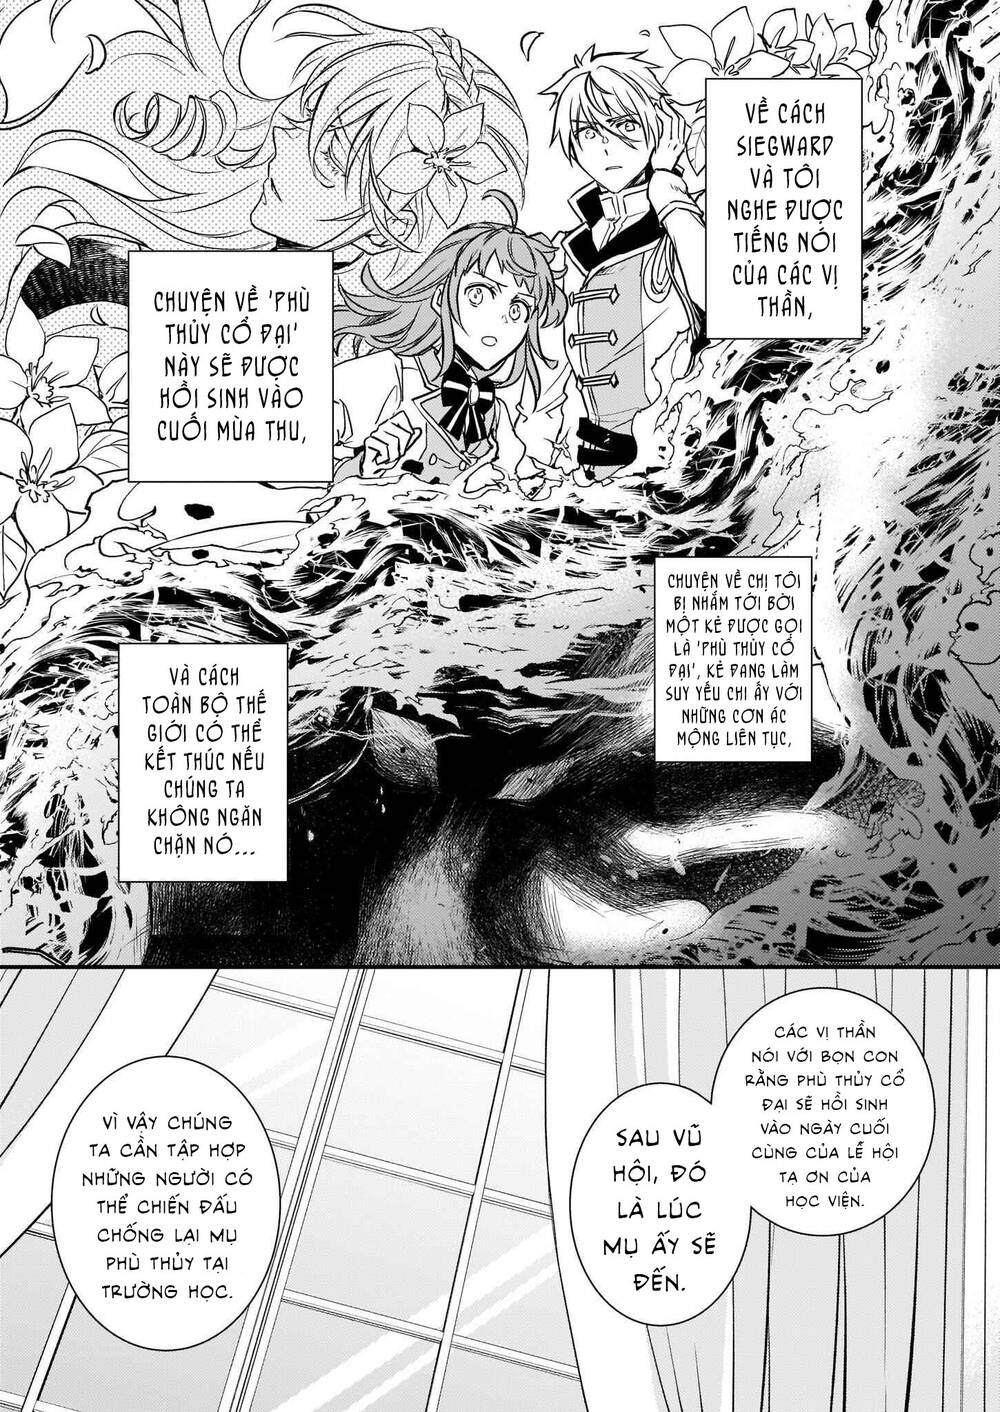 VỀ CÁCH
SIEGWARD
VÀ TÔI
NGHE ĐƯỢC
TIẾNG NÓI
CỦA CÁC VỊ
THẦN,
CHUYỆN VỀ 'PHÙ
THỦY CỔ ĐẠI'
NÀY SẼ ĐƯỢC
HỒI SINH VÀO
CUỐI MÙA THU,
CHUYỆN VỀ CHỊ TÔI
BỊ NHẮM TỚI BỞI
MỘT KẺ ĐƯỢC GỌI
LÀ 'PHÙ THỦY CỔ
ĐẠI', KẺ ĐANG LÀM
SUY YẾU CHỊ ẤY VỚI
NHỮNG CƠN ÁC
MỘNG LIÊN TỤC,
VÀ CÁCH
TOÀN BỘ THẾ
GIỚI CÓ THỂ
KẾT THÚC NẾU
CHÚNG TA
KHÔNG NGĂN
CHẶN NÓ...
CÁC VỊ THẦN
NÓI VỚI BỌN CON
RẰNG PHÙ THỦY CỔ
ĐẠI SẼ HỒI SINH
VÀO NGÀY CUỐI
CÙNG CỦA LỄ HỘI
TẠ ƠN CỦA
HỌC VIỆN.
SAU VŨ
HỘI, ĐÓ
LÀ LÚC
MỤ ẤY SẼ
ĐẾN.
VÌ VẬY CHÚNG
TA CẦN TẬP HỢP
NHỮNG NGƯỜI CÓ
THỂ CHIẾN ĐẤU
CHỐNG LẠI MỤ
PHÙ THỦY TẠI
TRƯỜNG HỌC.